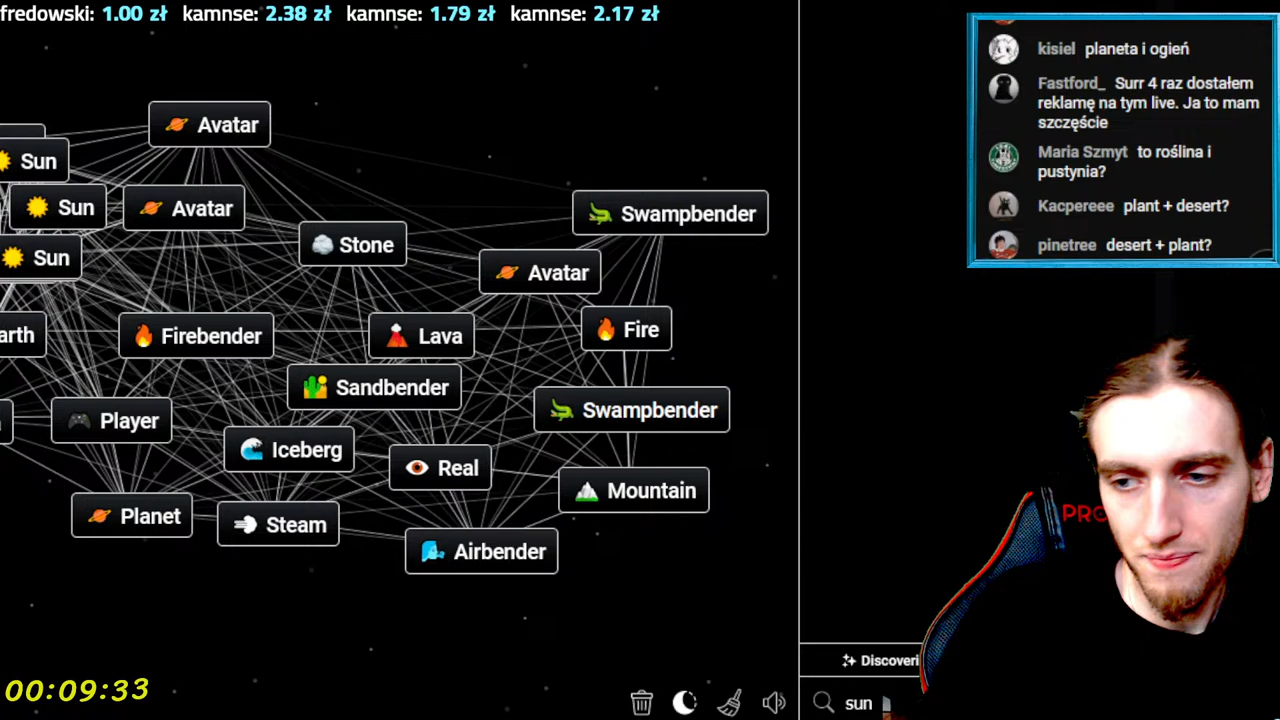 fredowski: 1.00 zł kamnse: 2.38 zł kamnse: 1.79 zł kamnse: 2.17 zł
kisiel planeta i ogień
Fastford_ Surr 4 raz dostałem
reklamę na tym live. Ja to mam
szczęście
Maria Szmyt to roślina i
pustynia?
Kacpereee plant + desert?
pinetree desert + plant?
Avatar
Sun
Sun
Avatar
Swampbender
Stone
Sun
Avatar
arth
Firebender
Lava
Fire
Sandbender
Player
Swampbender
Iceberg
Real
Mountain
Planet
Steam
Airbender
PRO
Discoveri
00:09:33
sun